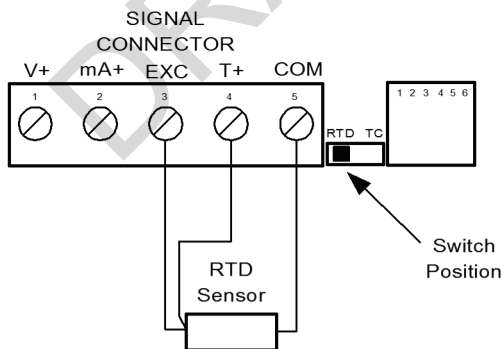 SIGNAL
CONNECTOR
V+ mA+ EXC T+ COM
1 2 3 4 5
1 2 3 4 5 6
RTD TC
Switch
Position
RTD
Sensor